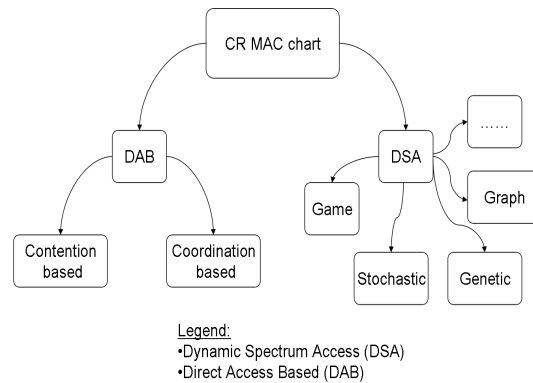 CR MAC chart
DAB
DSA
……
Game
Graph
Contention
based
Coordination
based
Stochastic
Genetic
Legend:
•Dynamic Spectrum Access (DSA)
•Direct Access Based (DAB)